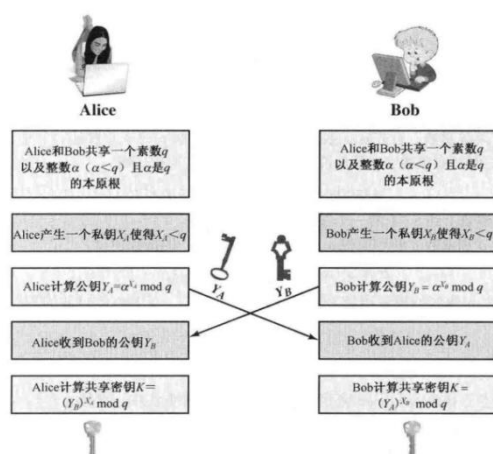 Alice
Alice和Bob共享一个素数q
以及整数α（α<q）且α是q
的本原根
Alice产生一个私钥X_A使得X_A<q
Alice计算公钥Y_A=α^{X_A} mod q
Alice收到Bob的公钥Y_B
Alice计算共享密钥K=
(Y_B)^{X_A} mod q
Y_A
Y_B
Bob
Alice和Bob共享一个素数q
以及整数α（α<q）且α是q
的本原根
Bob产生一个私钥X_B使得X_B<q
Bob计算公钥Y_B = α^{X_B} mod q
Bob收到Alice的公钥Y_A
Bob计算共享密钥K=
(Y_A)^{X_B} mod q